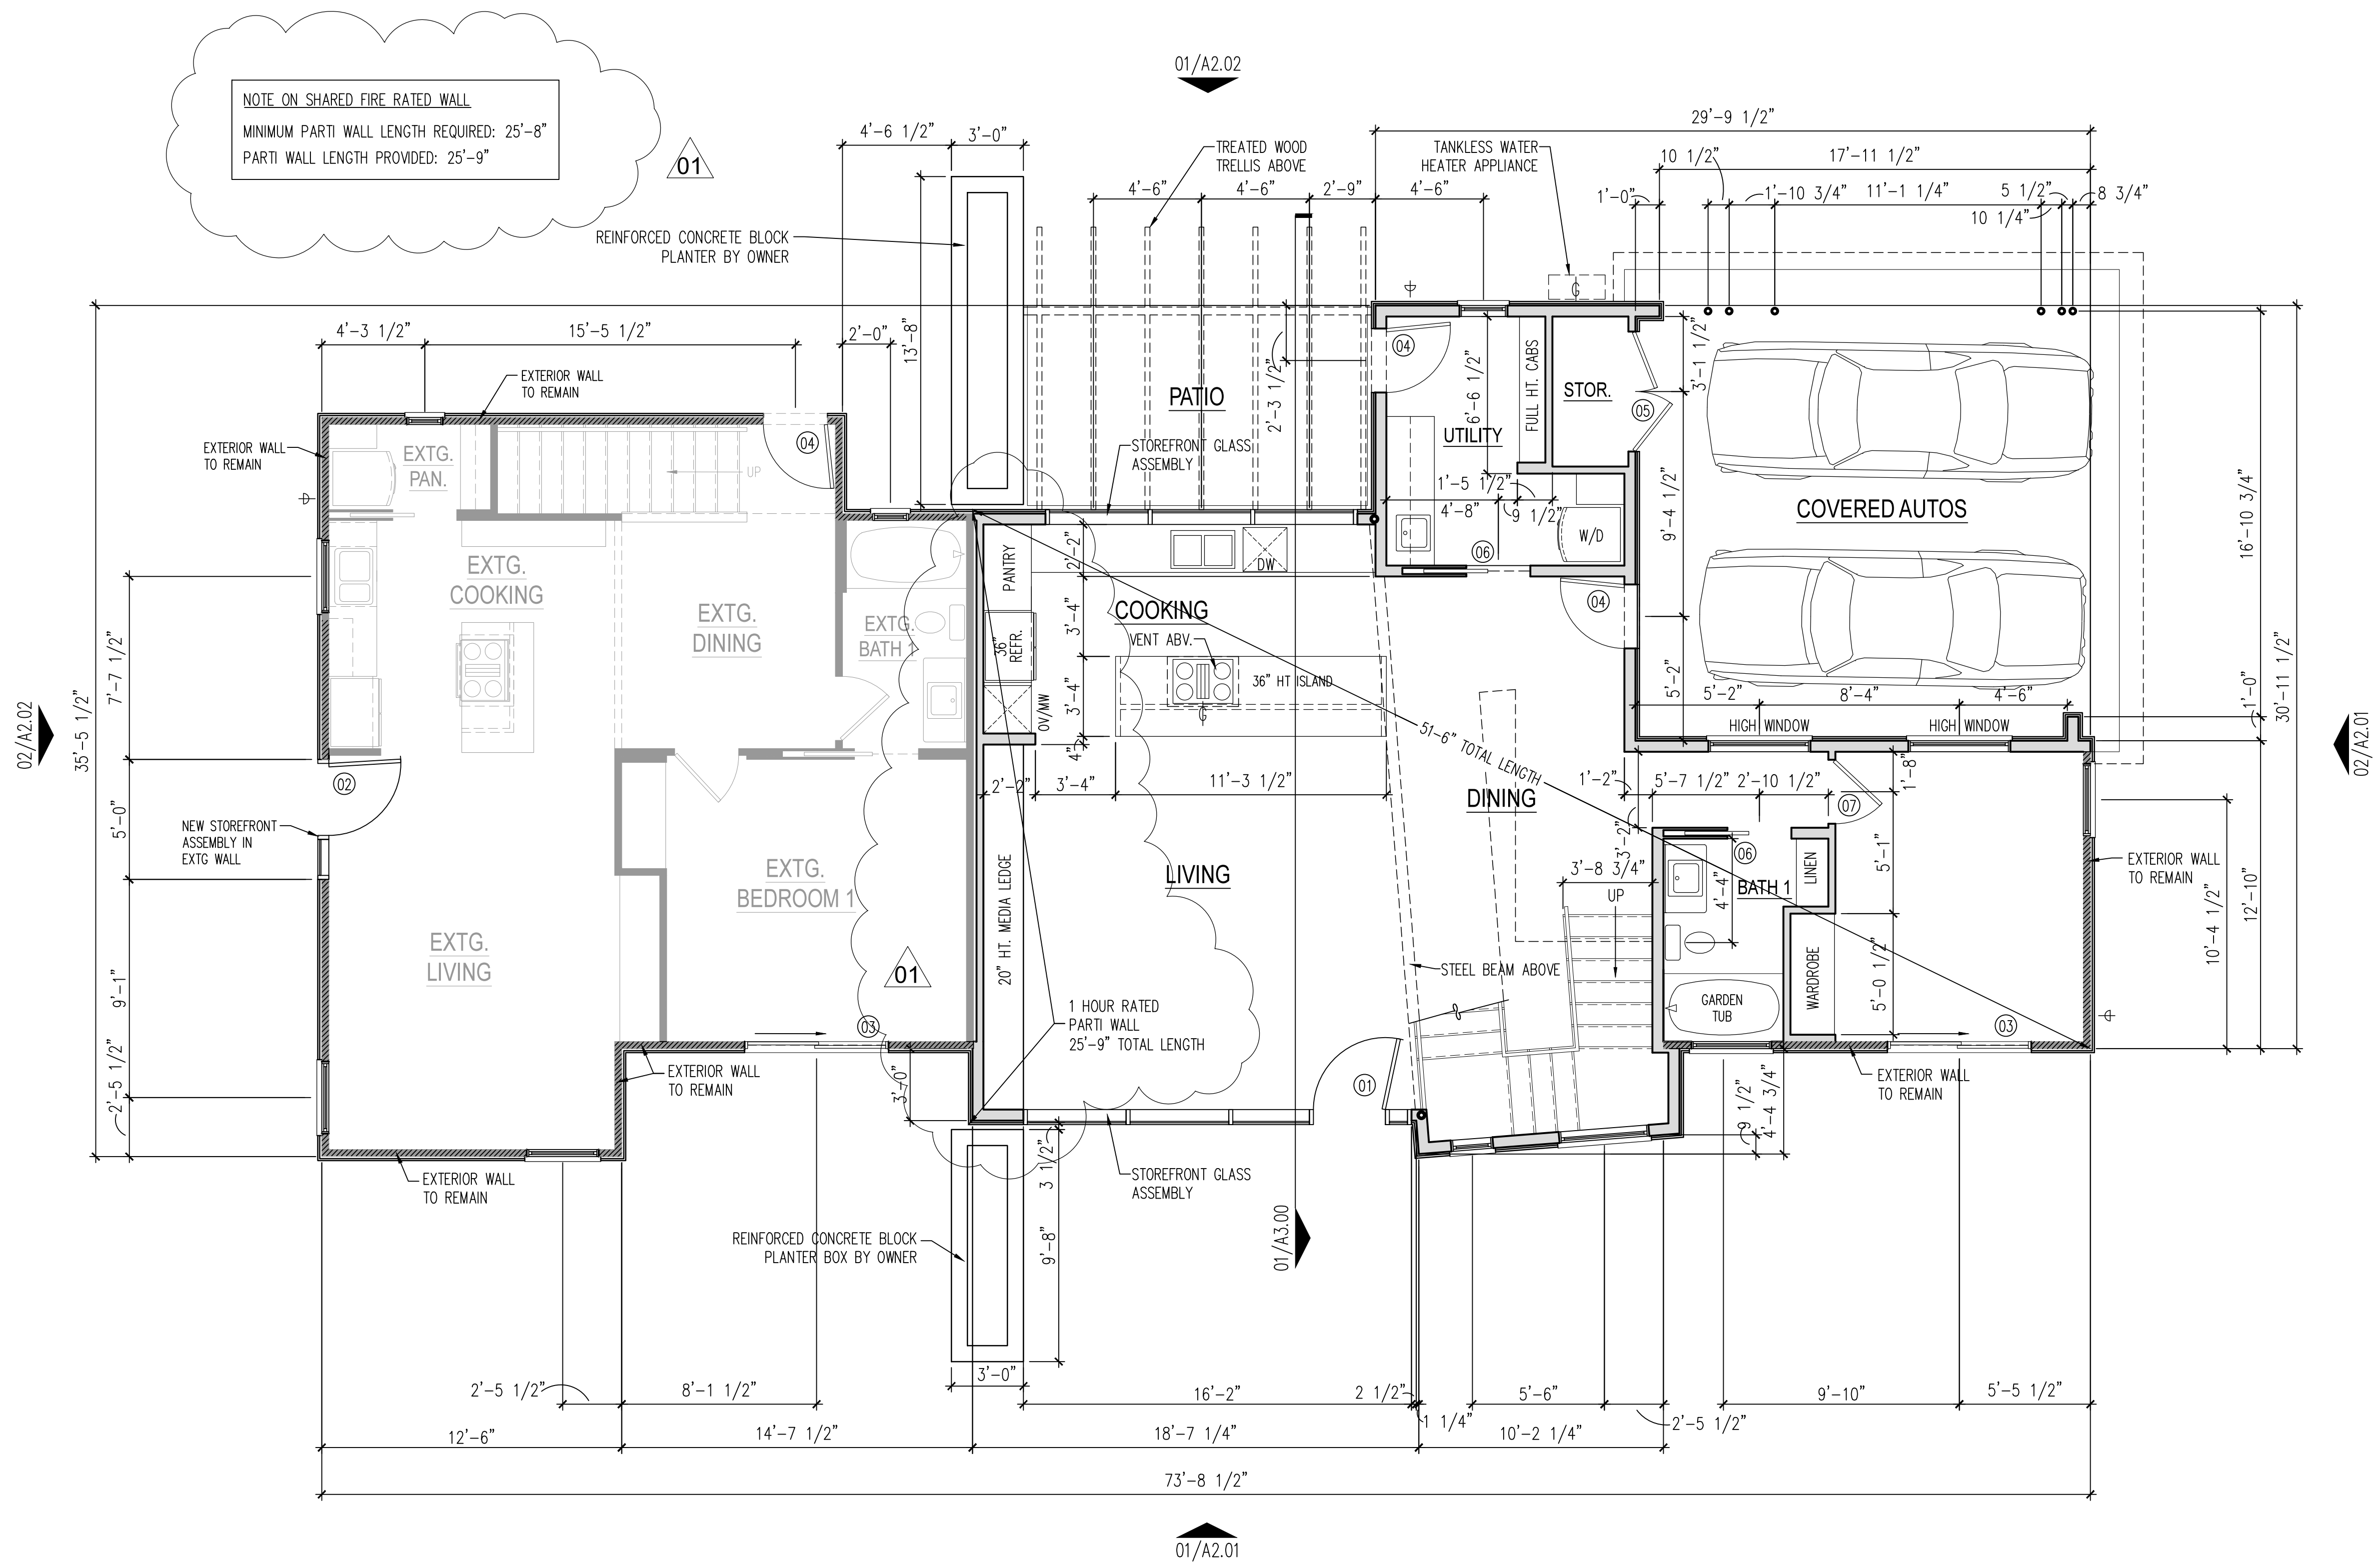 01/A2.02
NOTE ON SHARED FIRE RATED WALL
MINIMUM PARTI WALL LENGTH REQUIRED: 25'-8"
PARTI WALL LENGTH PROVIDED: 25'-9"
01
4'-6 1/2"
3'-0"
TREATED WOOD
TRELLIS ABOVE
TANKLESS WATER
HEATER APPLIANCE
29'-9 1/2"
10 1/2"
17'-11 1/2"
4'-6"
4'-6"
2'-9"
4'-6"
1'-0"
1'-10 3/4"
11'-1 1/4"
5 1/2"
8 3/4"
10 1/4"
REINFORCED CONCRETE BLOCK
PLANTER BY OWNER
G
4'-3 1/2"
15'-5 1/2"
2'-0"
13'-8"
2'-3 1/2"
04
6'-6 1/2"
FULL HT. CABS
3'-11 1/2"
EXTERIOR WALL
TO REMAIN
PATIO
STOR.
05
EXTERIOR WALL
TO REMAIN
EXTG.
PAN.
UP
04
STOREFRONT GLASS
ASSEMBLY
UTILITY
1'-5 1/2"
4'-8"
9 1/2"
9'-4 1/2"
COVERED AUTOS
16'-10 3/4"
W/D
06
PANTRY
2'-2"
DW
EXTG.
COOKING
EXTG.
DINING
EXTG.
BATH 1
COOKING
VENT ABV.
3'-4"
36"
REFR.
04
7'-7 1/2"
35'-5 1/2"
02/A2.02
3'-4"
OV/MW
36" HT ISLAND
G
4"
5'-2"
5'-2"
8'-4"
4'-6"
HIGH WINDOW
HIGH WINDOW
1'-0"
30'-11 1/2"
02/A2.01
51-6" TOTAL LENGTH
02
2'-2"
3'-4"
11'-3 1/2"
DINING
1'-2"
5'-7 1/2"
2'-10 1/2"
1'-8"
07
5'-0"
NEW STOREFRONT
ASSEMBLY IN
EXTG WALL
3'-2"
06
EXTG.
BEDROOM 1
20" HT. MEDIA LEDGE
LIVING
3'-8 3/4"
UP
4'-4"
BATH 1
LINEN
5'-1"
EXTERIOR WALL
TO REMAIN
10'-4 1/2"
12'-10"
EXTG.
LIVING
9'-1"
01
STEEL BEAM ABOVE
WARDROBE
5'-0 1/2"
GARDEN
TUB
03
1 HOUR RATED
PARTI WALL
25'-9" TOTAL LENGTH
03
2'-5 1/2"
EXTERIOR WALL
TO REMAIN
3'-0"
01
9 1/2"
4'-4 3/4"
EXTERIOR WALL
TO REMAIN
EXTERIOR WALL
TO REMAIN
3 1/2"
STOREFRONT GLASS
ASSEMBLY
REINFORCED CONCRETE BLOCK
PLANTER BOX BY OWNER
9'-8"
01/A3.00
3'-0"
2'-5 1/2"
8'-1 1/2"
16'-2"
2 1/2"
1 1/4"
5'-6"
2'-5 1/2"
9'-10"
5'-5 1/2"
12'-6"
14'-7 1/2"
18'-7 1/4"
10'-2 1/4"
73'-8 1/2"
01/A2.01